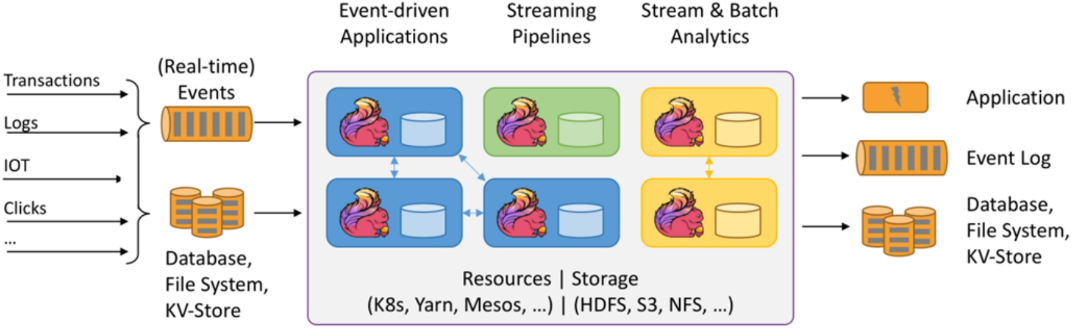 Event-driven
Applications
Streaming
Pipelines
Stream & Batch
Analytics
Transactions
Logs
IOT
Clicks
...
(Real-time)
Events
Database,
File System,
KV-Store
Resources | Storage
(K8s, Yarn, Mesos, ...) | (HDFS, S3, NFS, ...)
Application
Event Log
Database,
File System,
KV-Store